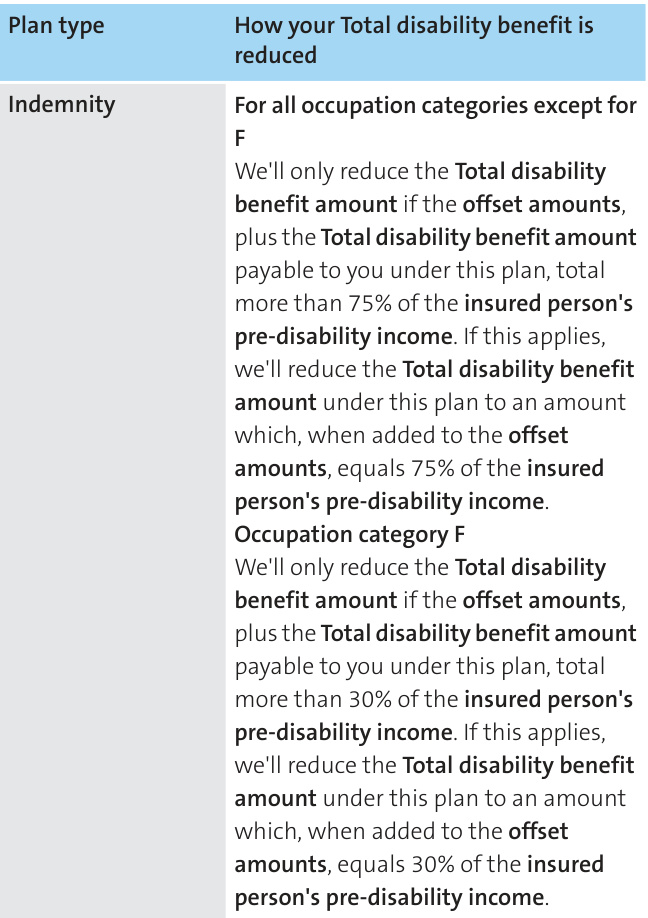 Plan type
How your Total disability benefit is
reduced
Indemnity
For all occupation categories except for
F
We'll only reduce the Total disability
benefit amount if the offset amounts,
plus the Total disability benefit amount
payable to you under this plan, total
more than 75% of the insured person's
pre-disability income. If this applies,
we'll reduce the Total disability benefit
amount under this plan to an amount
which, when added to the offset
amounts, equals 75% of the insured
person's pre-disability income.
Occupation category F
We'll only reduce the Total disability
benefit amount if the offset amounts,
plus the Total disability benefit amount
payable to you under this plan, total
more than 30% of the insured person's
pre-disability income. If this applies,
we'll reduce the Total disability benefit
amount under this plan to an amount
which, when added to the offset
amounts, equals 30% of the insured
person's pre-disability income.